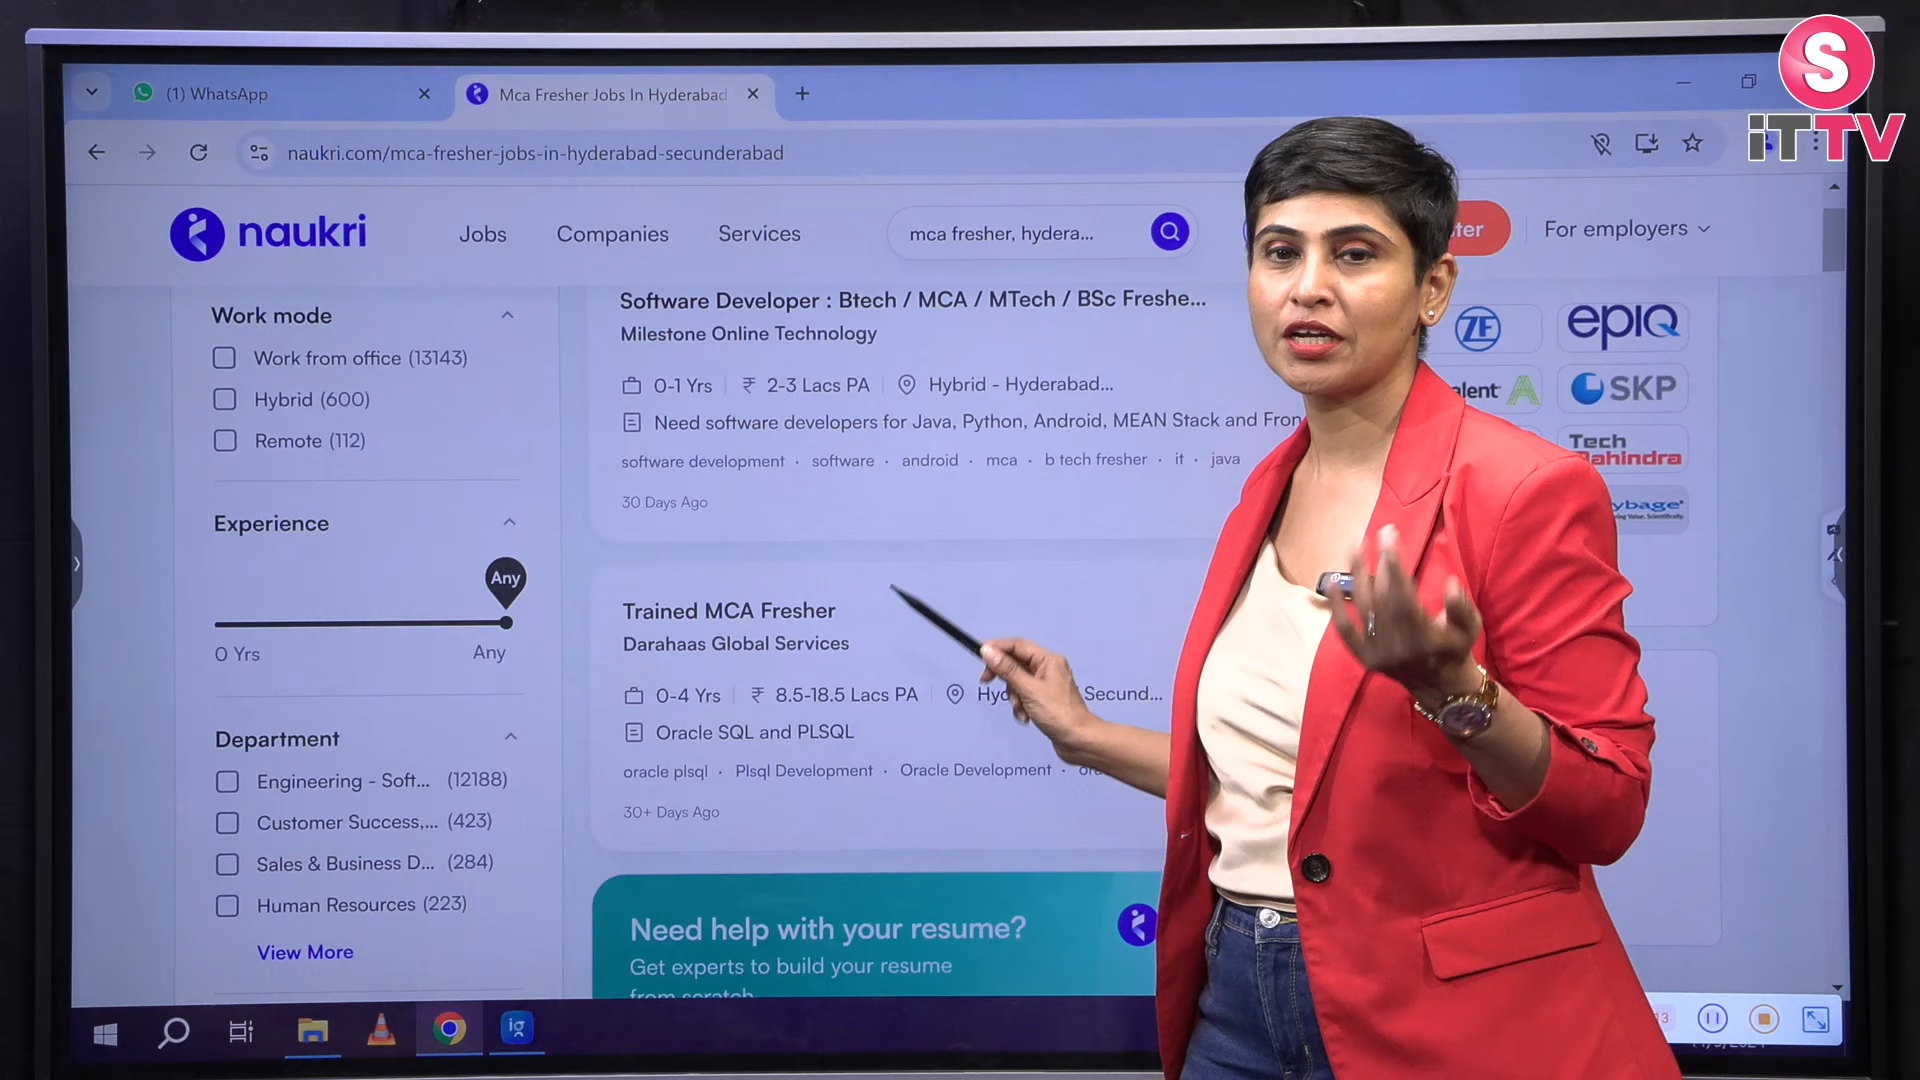 S
iTTV
(1) WhatsApp
Mca Fresher Jobs In Hyderabad
naukri.com/mca-fresher-jobs-in-hyderabad-secunderabad
naukri
Jobs
Companies
Services
mca fresher, hydera...
For employers
Work mode
Work from office (13143)
Hybrid (600)
Remote (112)
Experience
Any
0 Yrs
Any
Department
Engineering - Soft... (12188)
Customer Success,... (423)
Sales & Business D... (284)
Human Resources (223)
View More
Software Developer : Btech / MCA / MTech / BSc Freshe...
Milestone Online Technology
0-1 Yrs
₹ 2-3 Lacs PA
Hybrid - Hyderabad...
Need software developers for Java, Python, Android, MEAN Stack and Fron
software development · software · android · mca · b tech fresher · it · java
30 Days Ago
Trained MCA Fresher
Darahaas Global Services
0-4 Yrs
₹ 8.5-18.5 Lacs PA
Secund...
Oracle SQL and PLSQL
oracle plsql · Plsql Development · Oracle Development ·
30+ Days Ago
Need help with your resume?
Get experts to build your resume
from scratch
ZF
epiq
SKP
Tech
Mahindra
ig